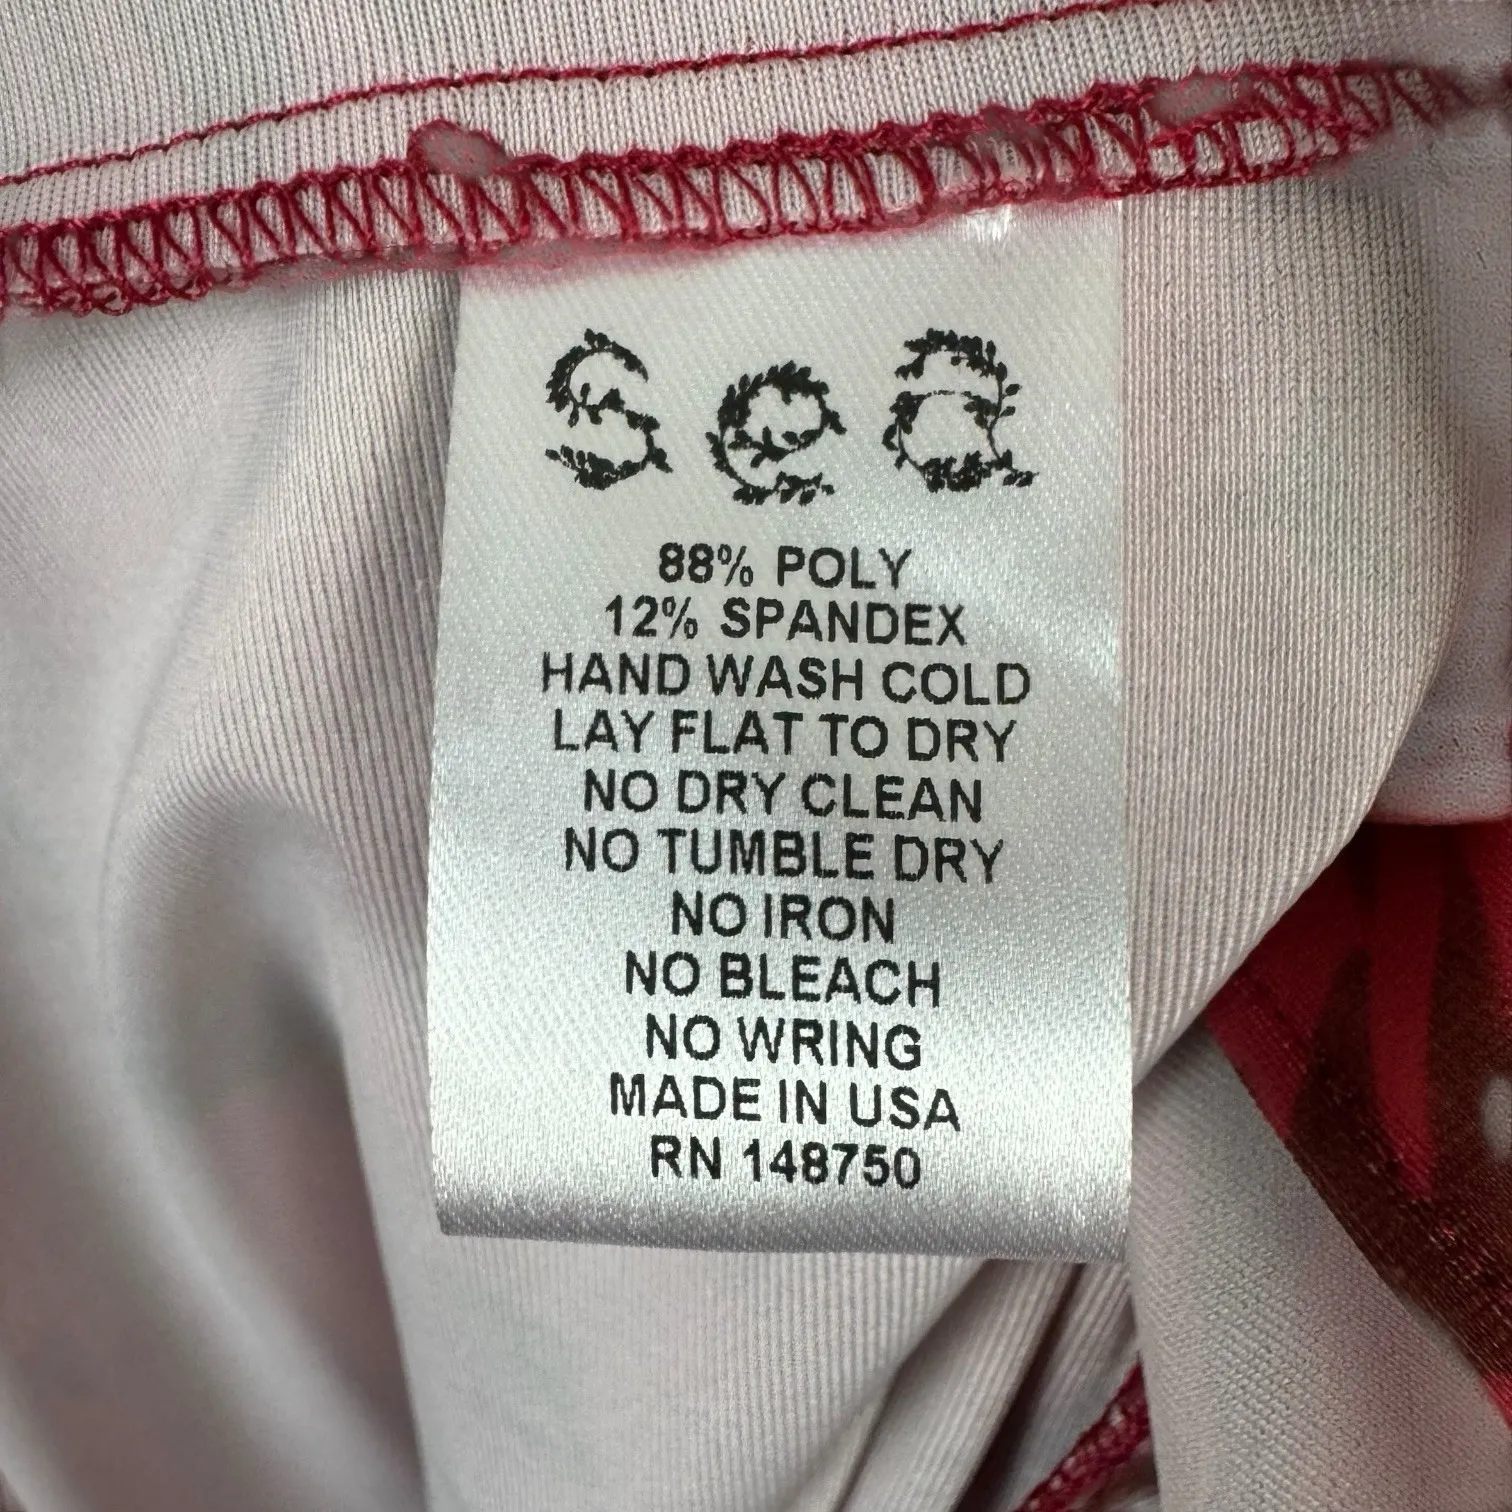 Sea
88% POLY
12% SPANDEX
HAND WASH COLD
LAY FLAT TO DRY
NO DRY CLEAN
NO TUMBLE DRY
NO IRON
NO BLEACH
NO WRING
MADE IN USA
RN 148750